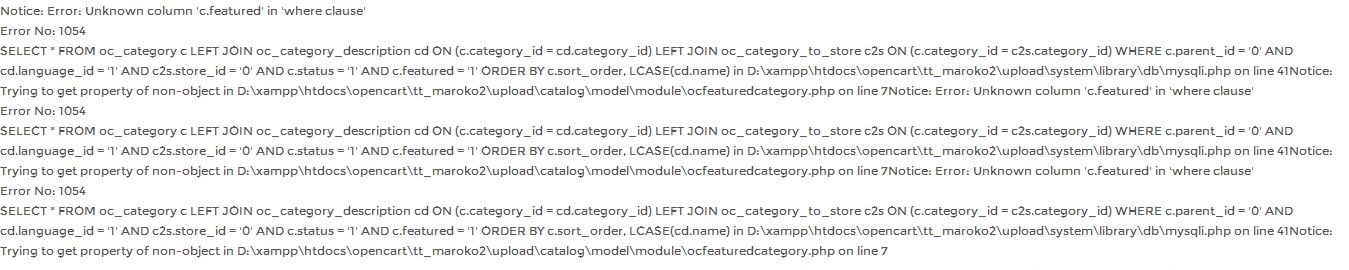 Notice: Error: Unknown column 'c.featured' in 'where clause'
Error No: 1054
SELECT * FROM oc_category c LEFT JOIN oc_category_description cd ON (c.category_id = cd.category_id) LEFT JOIN oc_category_to_store c2s ON (c.category_id = c2s.category_id) WHERE c.parent_id = '0' AND
cd.language_id = '1' AND c2s.store_id = '0' AND c.status = '1' AND c.featured = '1' ORDER BY c.sort_order, LCASE(cd.name) in D:\xampp\htdocs\opencart\tt_maroko2\upload\system\library\db\mysqli.php on line 41Notice:
Trying to get property of non-object in D:\xampp\htdocs\opencart\tt_maroko2\upload\catalog\model\module\ocfeaturedcategory.php on line 7Notice: Error: Unknown column 'c.featured' in 'where clause'
Error No: 1054
SELECT * FROM oc_category c LEFT JOIN oc_category_description cd ON (c.category_id = cd.category_id) LEFT JOIN oc_category_to_store c2s ON (c.category_id = c2s.category_id) WHERE c.parent_id = '0' AND
cd.language_id = '1' AND c2s.store_id = '0' AND c.status = '1' AND c.featured = '1' ORDER BY c.sort_order, LCASE(cd.name) in D:\xampp\htdocs\opencart\tt_maroko2\upload\system\library\db\mysqli.php on line 41Notice:
Trying to get property of non-object in D:\xampp\htdocs\opencart\tt_maroko2\upload\catalog\model\module\ocfeaturedcategory.php on line 7Notice: Error: Unknown column 'c.featured' in 'where clause'
Error No: 1054
SELECT * FROM oc_category c LEFT JOIN oc_category_description cd ON (c.category_id = cd.category_id) LEFT JOIN oc_category_to_store c2s ON (c.category_id = c2s.category_id) WHERE c.parent_id = '0' AND
cd.language_id = '1' AND c2s.store_id = '0' AND c.status = '1' AND c.featured = '1' ORDER BY c.sort_order, LCASE(cd.name) in D:\xampp\htdocs\opencart\tt_maroko2\upload\system\library\db\mysqli.php on line 41Notice:
Trying to get property of non-object in D:\xampp\htdocs\opencart\tt_maroko2\upload\catalog\model\module\ocfeaturedcategory.php on line 7